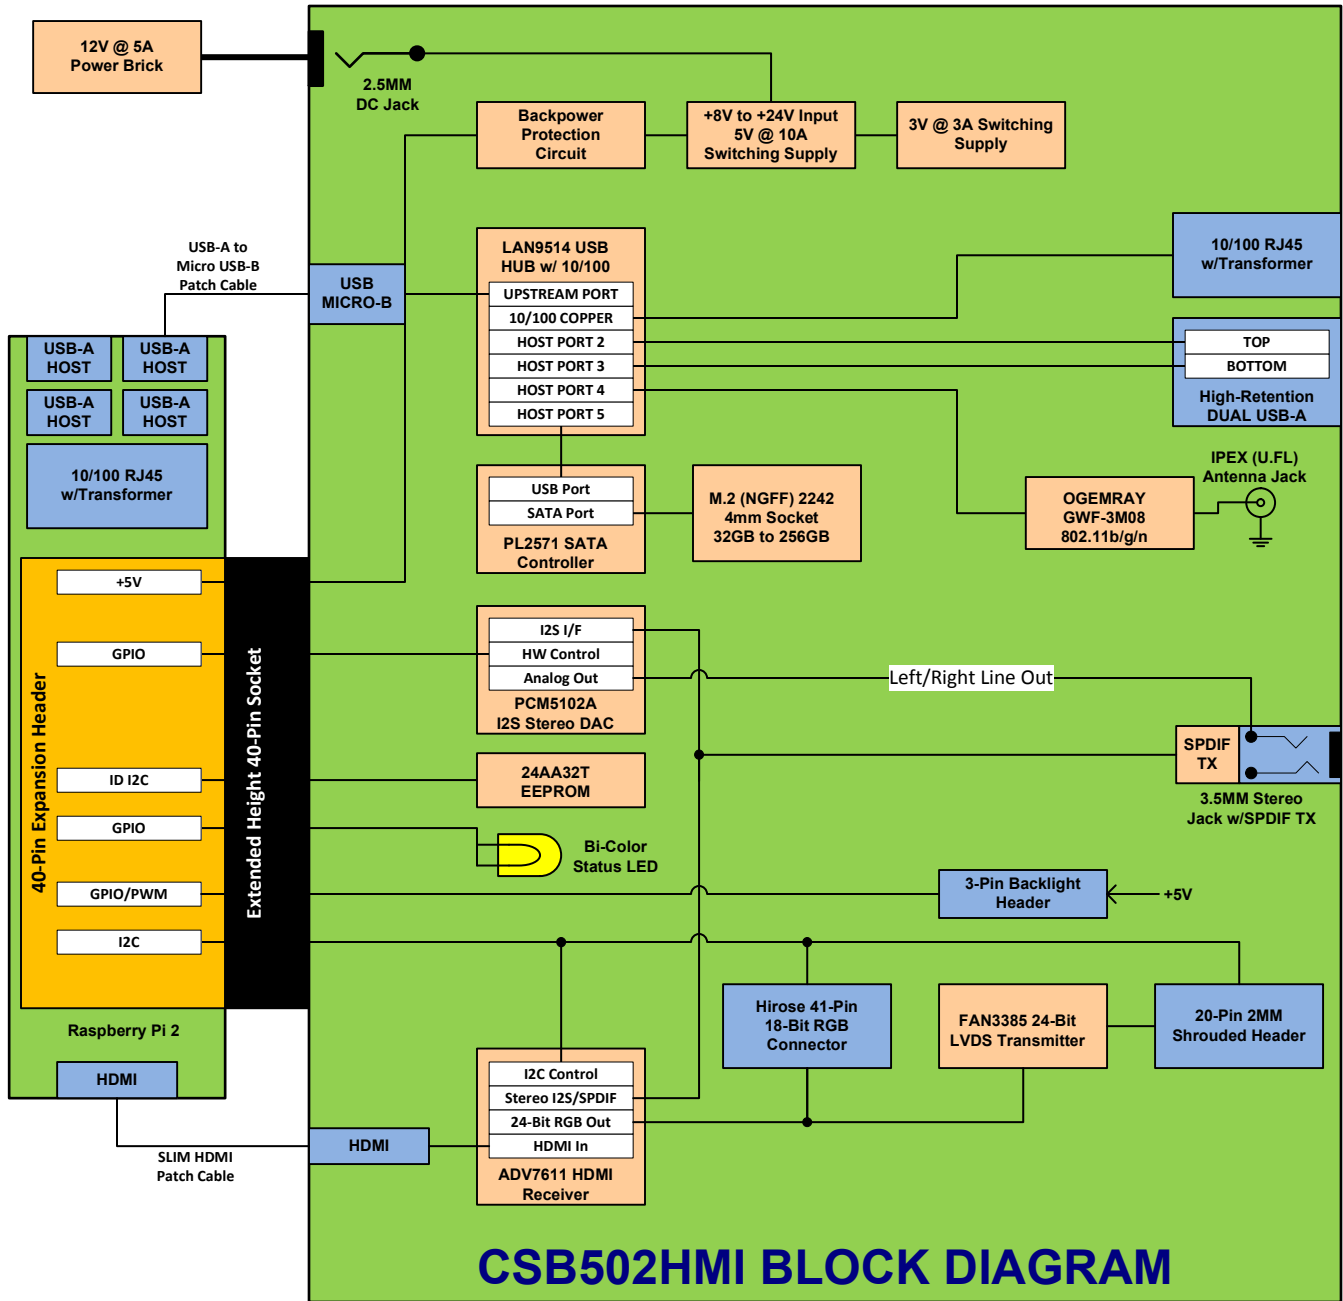 12V @ 5A
Power Brick
2.5MM
DC Jack
Backpower
Protection
Circuit
+8V to +24V Input
5V @ 10A
Switching Supply
3V @ 3A Switching
Supply
USB-A to
Micro USB-B
Patch Cable
USB
MICRO-B
LAN9514 USB
HUB w/ 10/100
UPSTREAM PORT
10/100 COPPER
HOST PORT 2
HOST PORT 3
HOST PORT 4
HOST PORT 5
10/100 RJ45
w/Transformer
TOP
BOTTOM
High-Retention
DUAL USB-A
USB-A
HOST
USB-A
HOST
USB-A
HOST
USB-A
HOST
10/100 RJ45
w/Transformer
USB Port
SATA Port
PL2571 SATA
Controller
M.2 (NGFF) 2242
4mm Socket
32GB to 256GB
OGEMRAY
GWF-3M08
802.11b/g/n
IPEX (U.FL)
Antenna Jack
40-Pin Expansion Header
+5V
GPIO
ID I2C
GPIO
GPIO/PWM
I2C
Extended Height 40-Pin Socket
Raspberry Pi 2
HDMI
I2S I/F
HW Control
Analog Out
PCM5102A
I2S Stereo DAC
Left/Right Line Out
24AA32T
EEPROM
SPDIF
TX
3.5MM Stereo
Jack w/SPDIF TX
Bi-Color
Status LED
3-Pin Backlight
Header
+5V
Hirose 41-Pin
18-Bit RGB
Connector
FAN3385 24-Bit
LVDS Transmitter
20-Pin 2MM
Shrouded Header
I2C Control
Stereo I2S/SPDIF
24-Bit RGB Out
HDMI In
ADV7611 HDMI
Receiver
HDMI
SLIM HDMI
Patch Cable
CSB502HMI BLOCK DIAGRAM